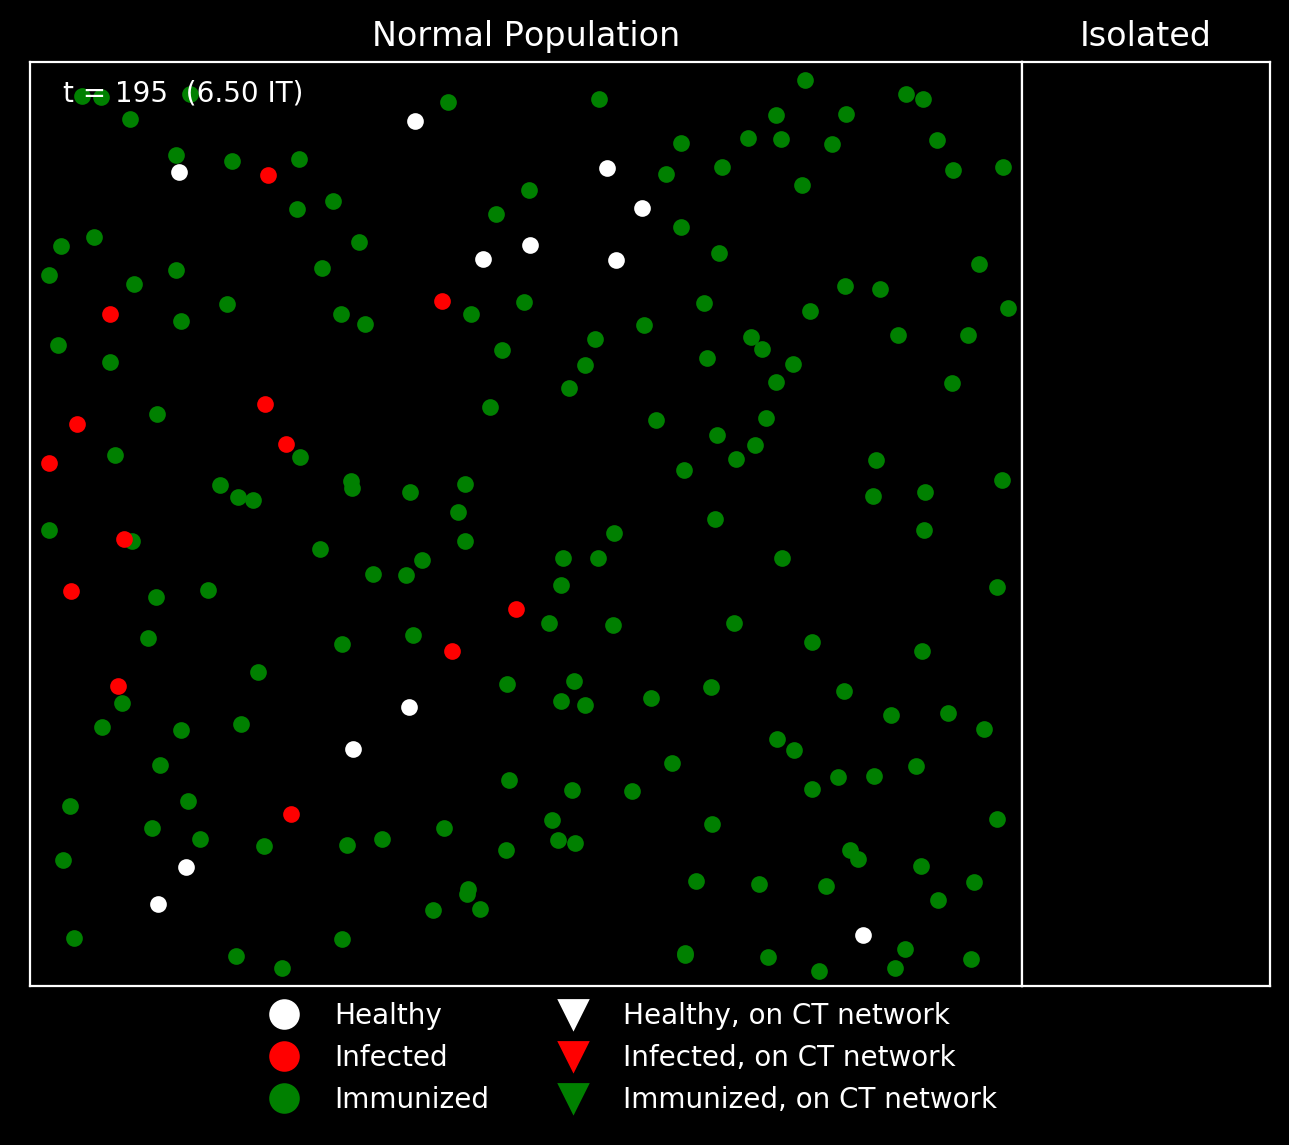 Normal Population
Isolated
t = 195  (6.50 IT)
Healthy
Infected
Immunized
Healthy, on CT network
Infected, on CT network
Immunized, on CT network